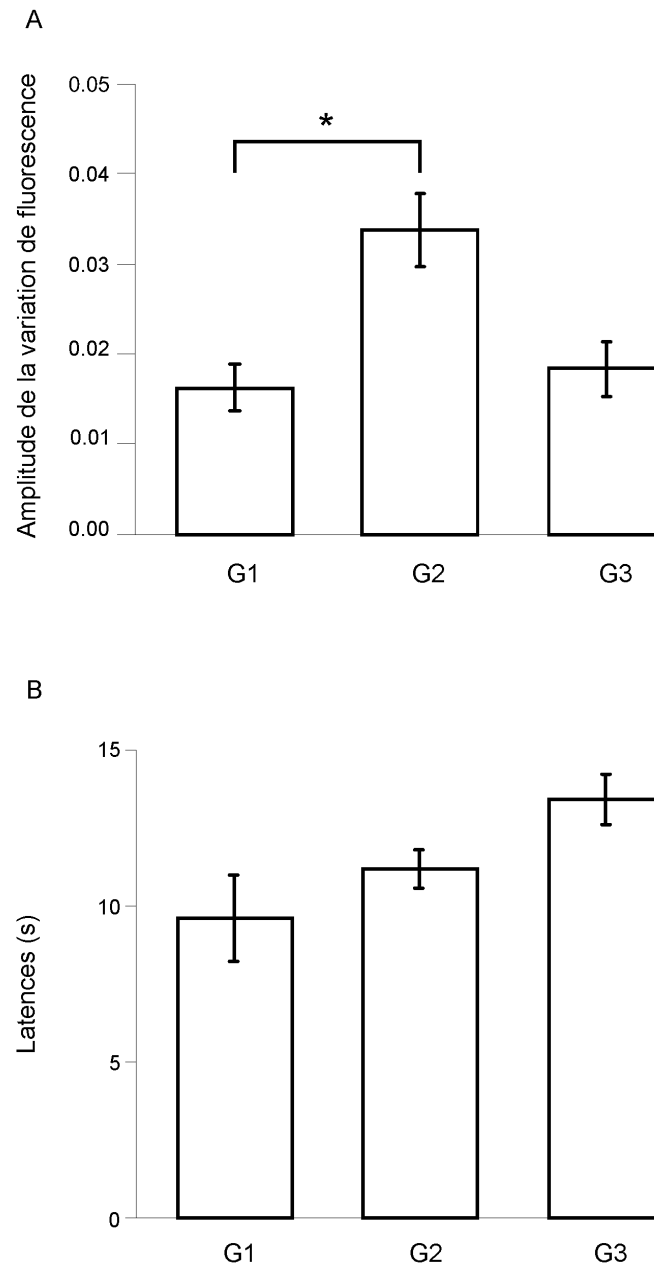 A
Amplitude de la variation de fluorescence
0.05
0.04
0.03
0.02
0.01
0.00
*
G1 G2 G3
B
Latences (s)
15
10
5
0
G1 G2 G3